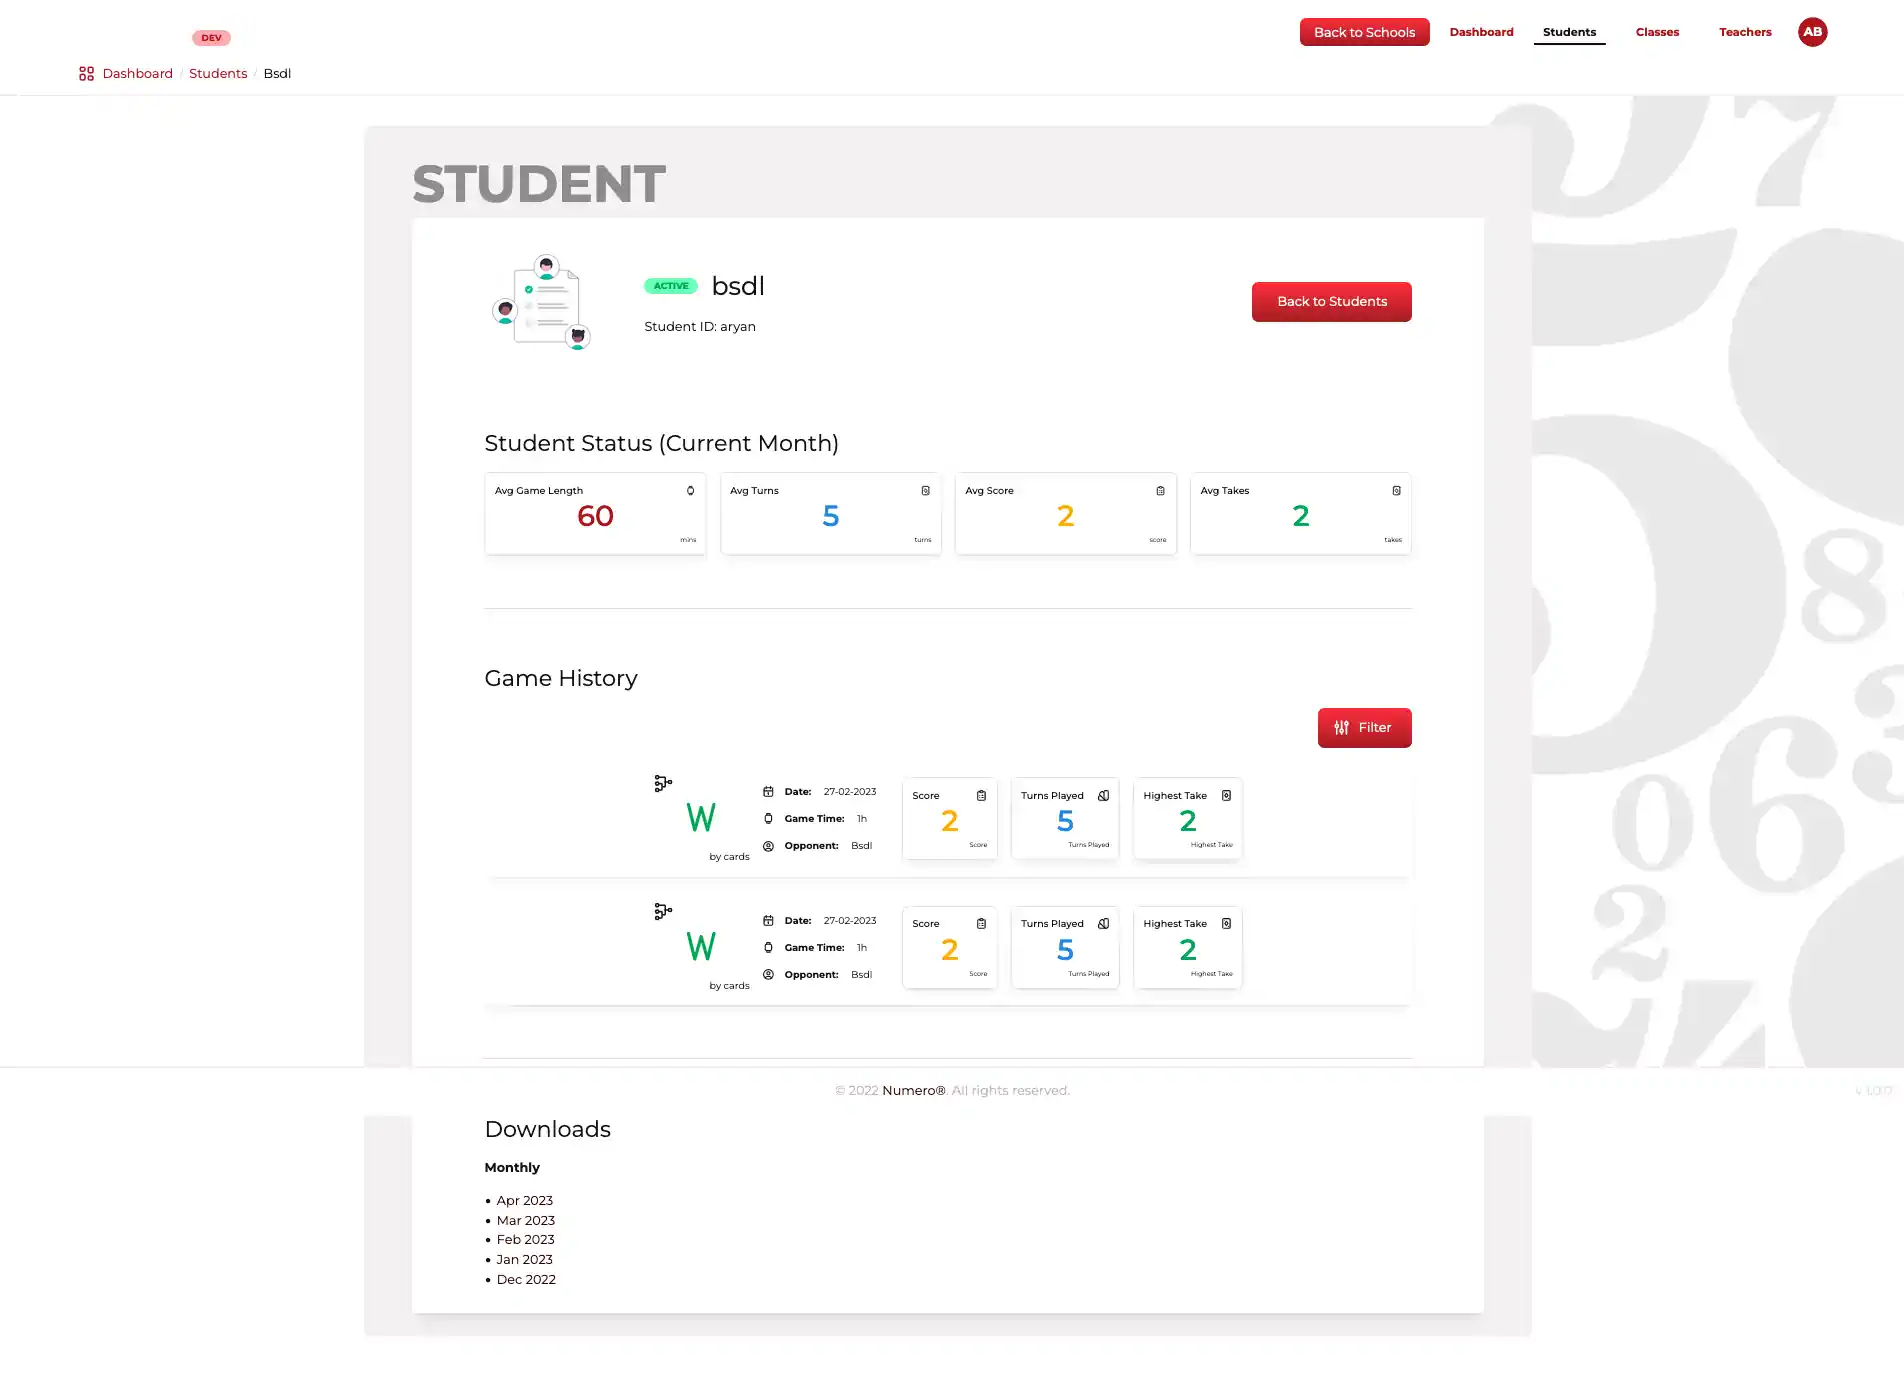 DEV
Back to Schools
Dashboard
Students
Classes
Teachers
AB
Dashboard / Students / Bsdl
STUDENT
ACTIVE bsdl
Student ID: aryan
Back to Students
Student Status (Current Month)
Avg Game Length
60
mins
Avg Turns
5
turns
Avg Score
2
score
Avg Takes
2
takes
Game History
Filter
W
by cards
Date: 27-02-2023
Game Time: 1h
Opponent: Bsdl
Score
2
Score
Turns Played
5
Turns Played
Highest Take
2
Highest Take
W
by cards
Date: 27-02-2023
Game Time: 1h
Opponent: Bsdl
Score
2
Score
Turns Played
5
Turns Played
Highest Take
2
Highest Take
© 2022 Numero®. All rights reserved.
Downloads
Monthly
• Apr 2023
• Mar 2023
• Feb 2023
• Jan 2023
• Dec 2022